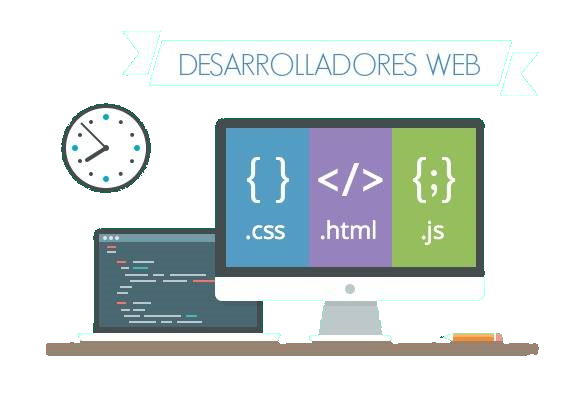 DESARROLLADORES WEB
{ } </> {;}
.css .html .js